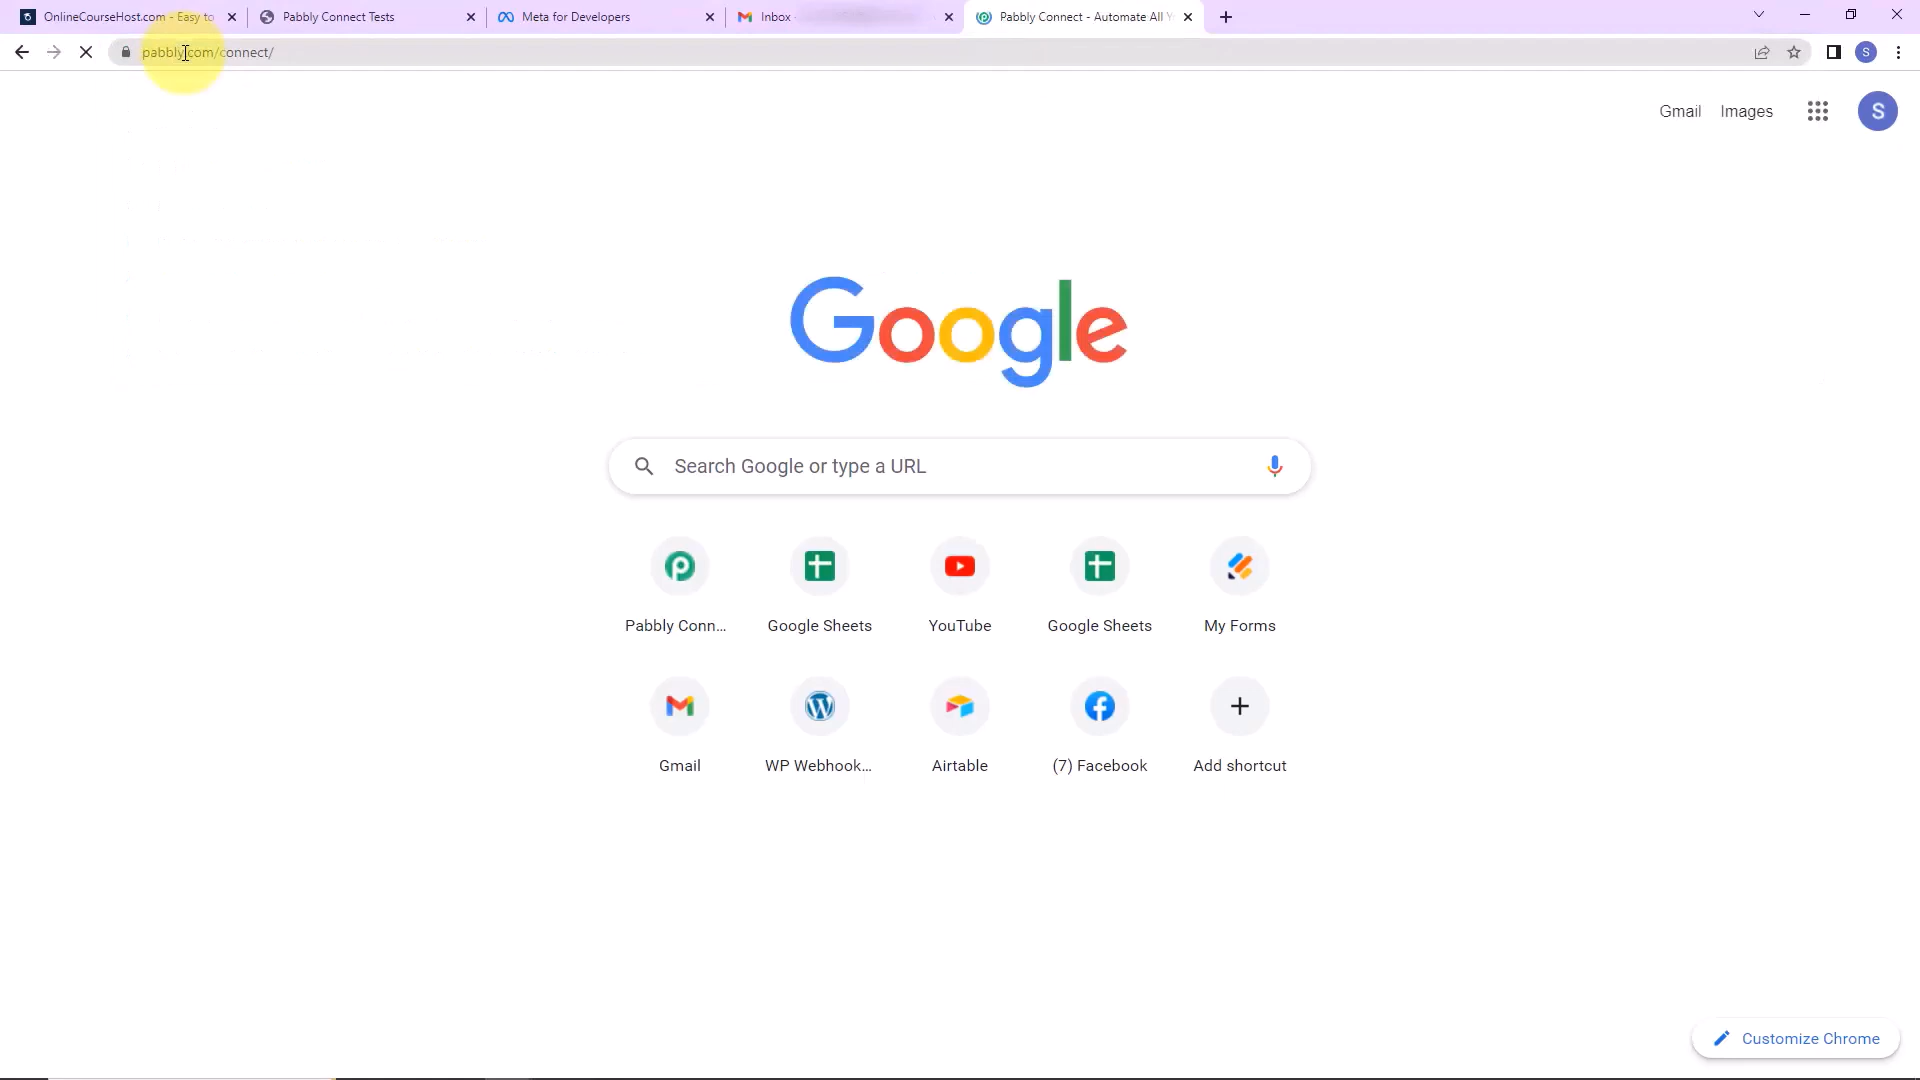 OnlineCourseHost.com - Easy to
Pabbly Connect Tests
Meta for Developers
Inbox -
Pabbly Connect - Automate All Y
pabbly.com/connect/
S
Gmail
Images
S
Google
Search Google or type a URL
Pabbly Conn...
Google Sheets
YouTube
Google Sheets
My Forms
Gmail
WP Webhook...
Airtable
(7) Facebook
Add shortcut
Customize Chrome